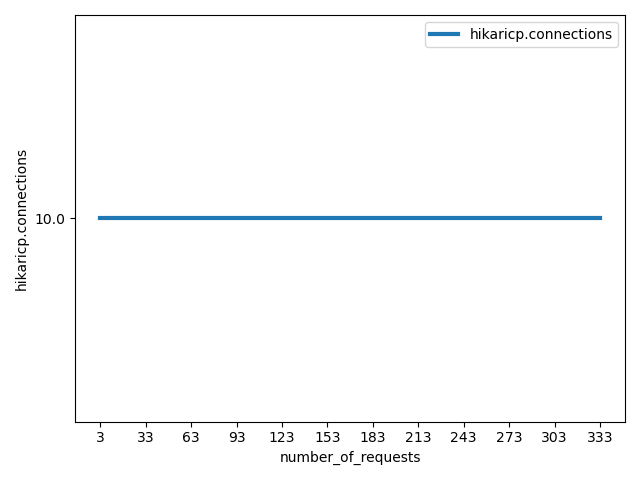 hikaricp.connections
hikaricp.connections
10.0
3 33 63 93 123 153 183 213 243 273 303 333
number_of_requests